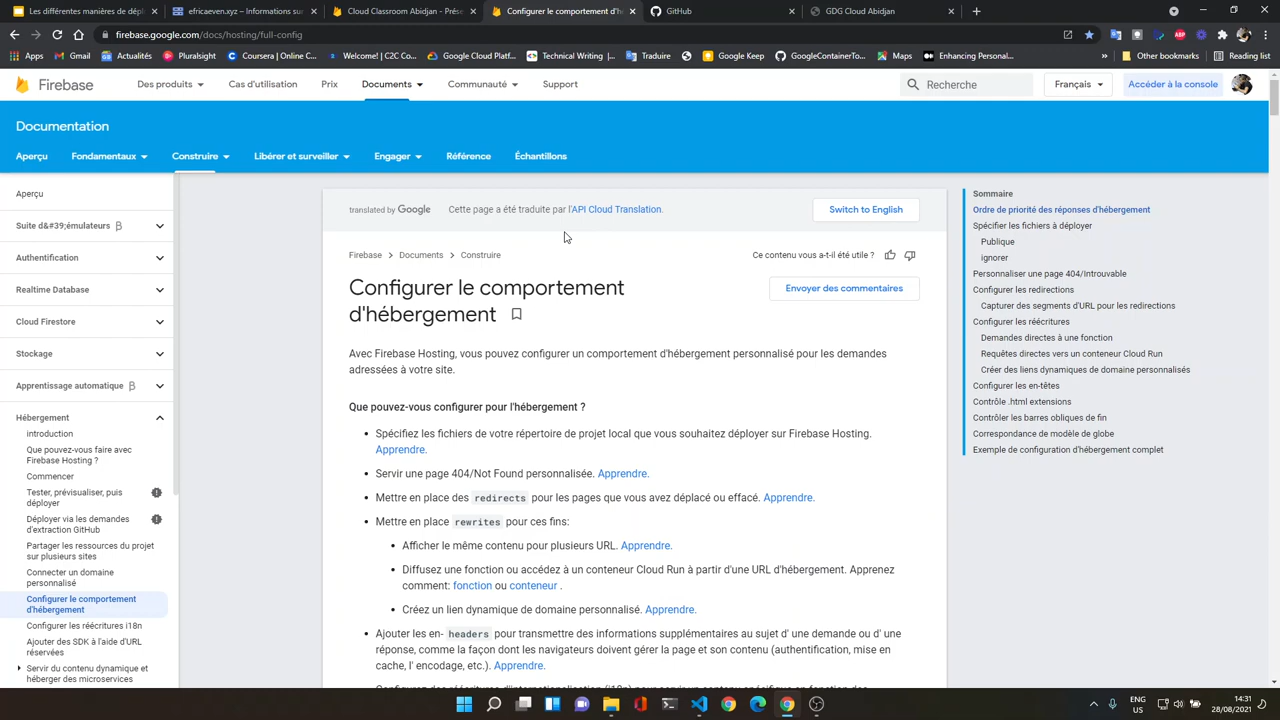 Les différentes manières de dép
efricaeven.xyz – Informations su
Cloud Classroom Abidjan - Prése
Configurer le comportement d'h
GitHub
GDG Cloud Abidjan
firebase.google.com/docs/hosting/full-config
Apps
Gmail
Actualités
Pluralsight
Coursera | Online C...
Welcome! | C2C Co...
Google Cloud Platf...
Technical Writing |...
Traduire
G
Google Keep
GoogleContainerTo...
Maps
Enhancing Personal...
»
Other bookmarks
Reading list
Firebase
Des produits
Cas d'utilisation
Prix
Documents
Communauté
Support
Recherche
Français
Accéder à la console
Documentation
Aperçu
Fondamentaux
Construire
Libérer et surveiller
Engager
Référence
Échantillons
Aperçu
Suite d&#39;émulateurs β
Authentification
Realtime Database
Cloud Firestore
Stockage
Apprentissage automatique β
Hébergement
introduction
Que pouvez-vous faire avec
Firebase Hosting ?
Commencer
Tester, prévisualiser, puis
déployer
Déployer via les demandes
d'extraction GitHub
Partager les ressources du projet
sur plusieurs sites
Connecter un domaine
personnalisé
Configurer le comportement
d'hébergement
Configurer les réécritures i18n
Ajouter des SDK à l'aide d'URL
réservées
Servir du contenu dynamique et
héberger des microservices
translated by Google
Cette page a été traduite par l'API Cloud Translation.
Switch to English
Firebase > Documents > Construire
Ce contenu vous a-t-il été utile ?
Configurer le comportement
d'hébergement
Envoyer des commentaires
Avec Firebase Hosting, vous pouvez configurer un comportement d'hébergement personnalisé pour les demandes
adressées à votre site.
Que pouvez-vous configurer pour l'hébergement ?
• Spécifiez les fichiers de votre répertoire de projet local que vous souhaitez déployer sur Firebase Hosting.
Apprendre.
• Servir une page 404/Not Found personnalisée. Apprendre.
• Mettre en place des redirects pour les pages que vous avez déplacé ou effacé. Apprendre.
• Mettre en place rewrites pour ces fins:
• Afficher le même contenu pour plusieurs URL. Apprendre.
• Diffusez une fonction ou accédez à un conteneur Cloud Run à partir d'une URL d'hébergement. Apprenez
comment: fonction ou conteneur .
• Créez un lien dynamique de domaine personnalisé. Apprendre.
• Ajouter les en- headers pour transmettre des informations supplémentaires au sujet d' une demande ou d' une
réponse, comme la façon dont les navigateurs doivent gérer la page et son contenu (authentification, mise en
cache, l' encodage, etc.). Apprendre.
Sommaire
Ordre de priorité des réponses d'hébergement
Spécifier les fichiers à déployer
Publique
ignorer
Personnaliser une page 404/Introuvable
Configurer les redirections
Capturer des segments d'URL pour les redirections
Configurer les réécritures
Demandes directes à une fonction
Requêtes directes vers un conteneur Cloud Run
Créer des liens dynamiques de domaine personnalisés
Configurer les en-têtes
Contrôle .html extensions
Contrôler les barres obliques de fin
Correspondance de modèle de globe
Exemple de configuration d'hébergement complet
ENG
US
14:31
28/08/2021